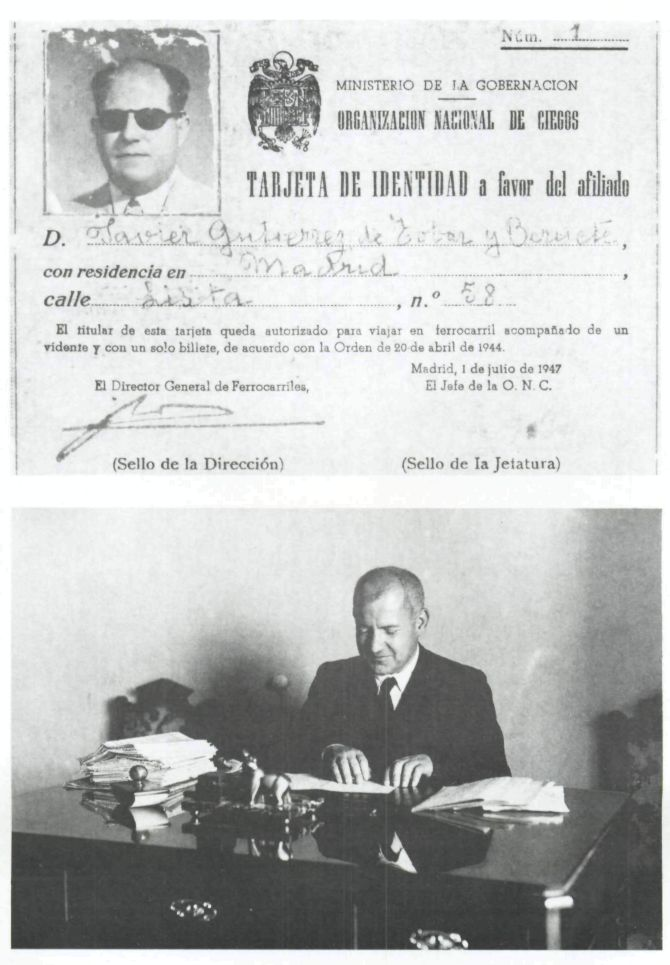 Núm. 1
MINISTERIO DE LA GOBERNACION
ORGANIZACION NACIONAL DE CIEGOS
TARJETA DE IDENTIDAD a favor del afiliado
D. Javier Gutierrez de Tobar y Beruete,
con residencia en Madrid,
calle Lista, n.º 58
El titular de esta tarjeta queda autorizado para viajar en ferrocarril acompañado de un
vidente y con un solo billete, de acuerdo con la Orden de 20 de abril de 1944.
Madrid, 1 de julio de 1947
El Director General de Ferrocarriles,
El Jefe de la O. N. C.
(Sello de la Dirección)
(Sello de la Jefatura)